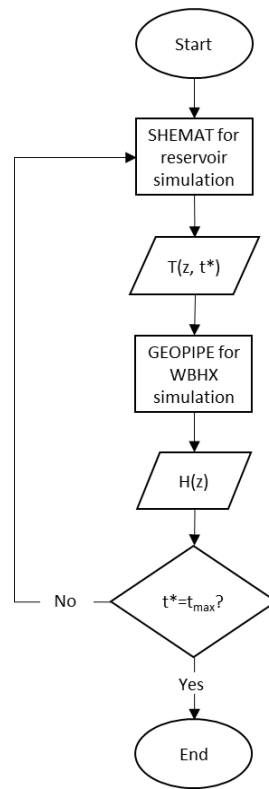 Start
SHEMAT for
reservoir
simulation
T(z, t*)
GEOPIPE for
WBHX
simulation
H(z)
t*=tmax?
No
Yes
End